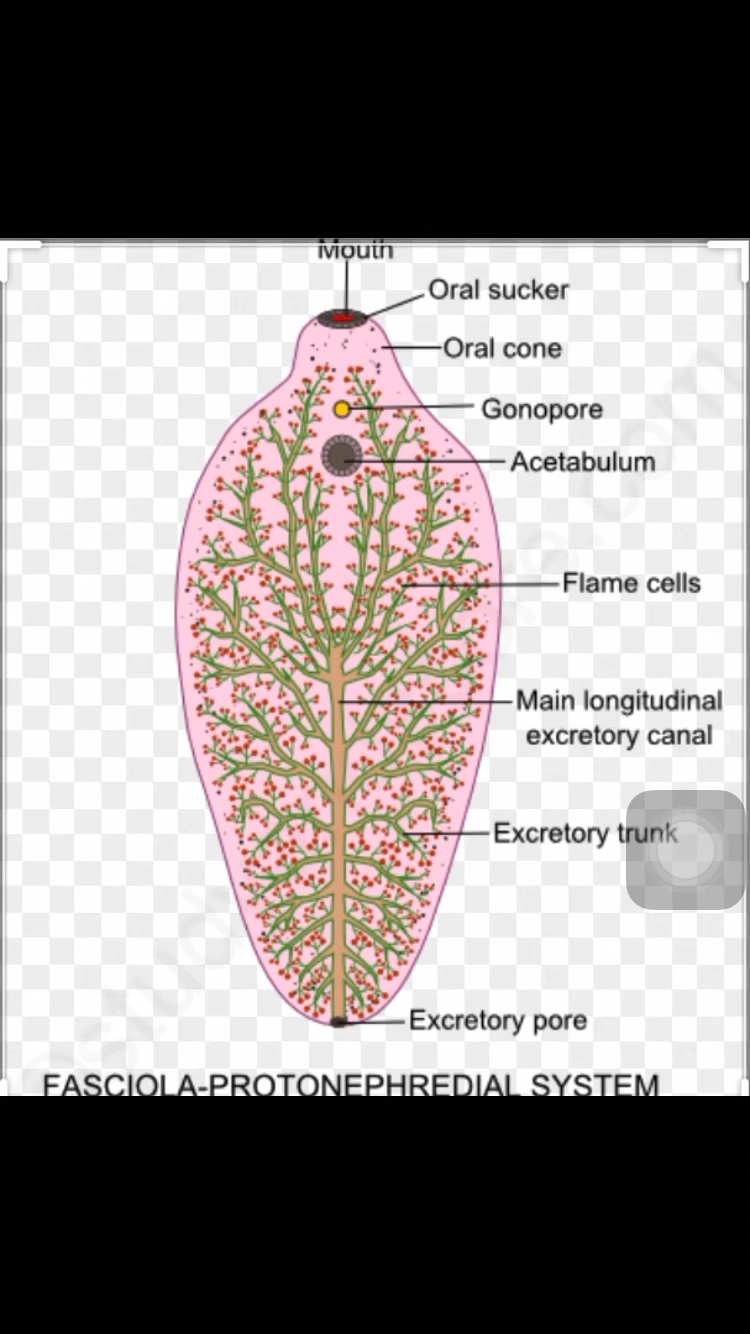 Mouth
Oral sucker
Oral cone
Gonopore
Acetabulum
Flame cells
Main longitudinal
excretory canal
Excretory trunk
Excretory pore
FASCIOLA-PROTONEPHREDIAL SYSTEM